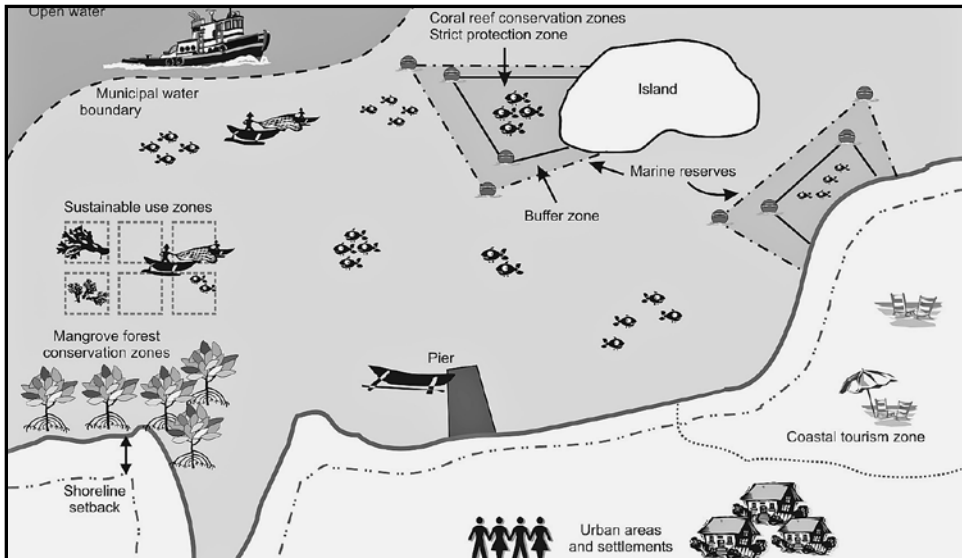 Open water
Coral reef conservation zones
Strict protection zone
Municipal water
boundary
Island
Marine reserves
Buffer zone
Sustainable use zones
Mangrove forest
conservation zones
Pier
Coastal tourism zone
Shoreline
setback
Urban areas
and settlements